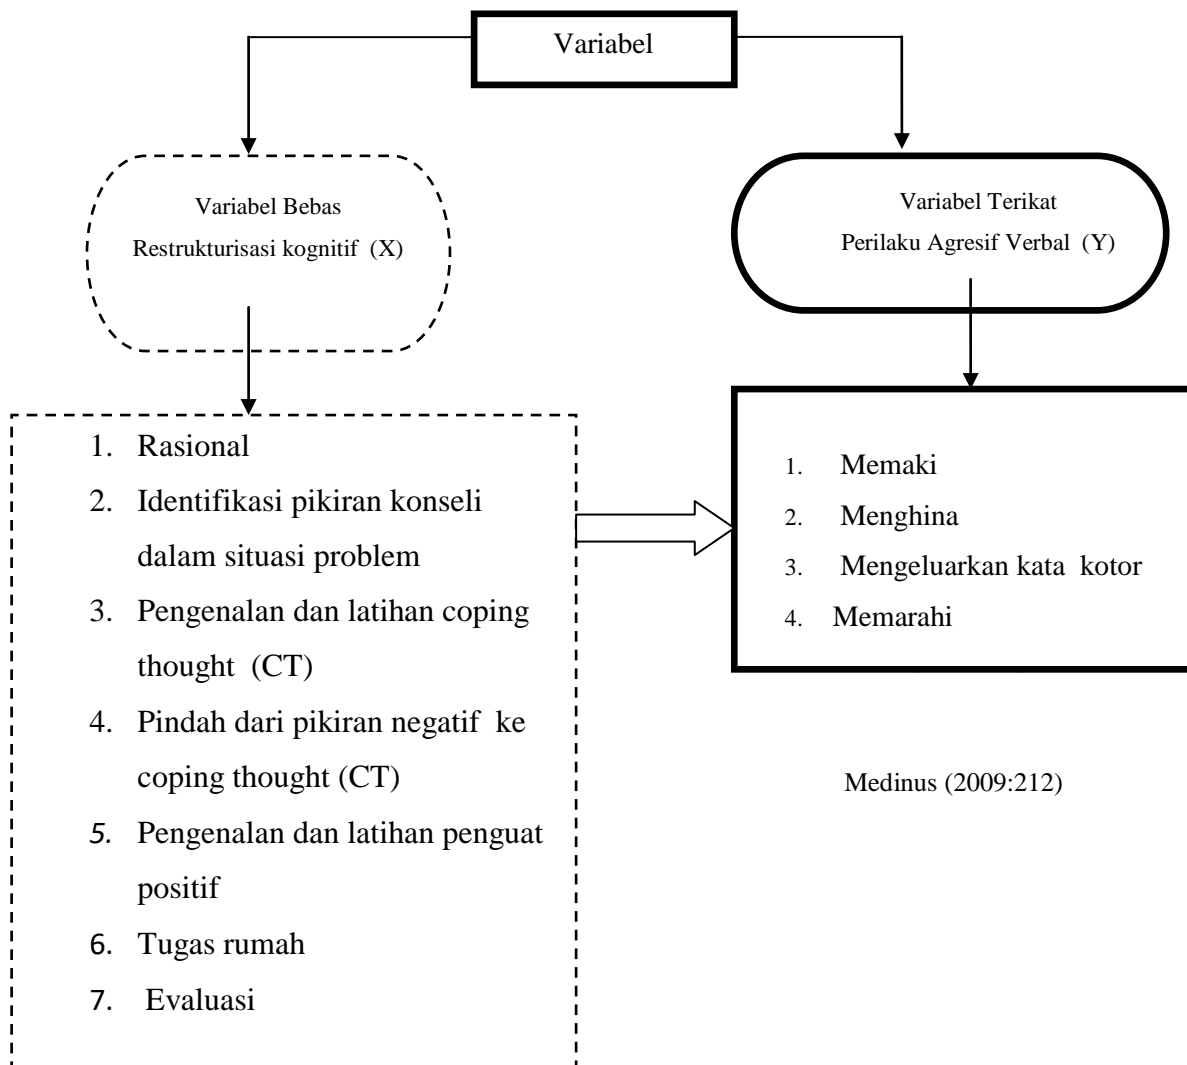 Variabel
Variabel Bebas
Restrukturisasi kognitif (X)
Variabel Terikat
Perilaku Agresif Verbal (Y)
1. Rasional
2. Identifikasi pikiran konseli
dalam situasi problem
3. Pengenalan dan latihan coping
thought (CT)
4. Pindah dari pikiran negatif ke
coping thought (CT)
5. Pengenalan dan latihan penguat
positif
6. Tugas rumah
7. Evaluasi
1. Memaki
2. Menghina
3. Mengeluarkan kata kotor
4. Memarahi
Medinus (2009:212)